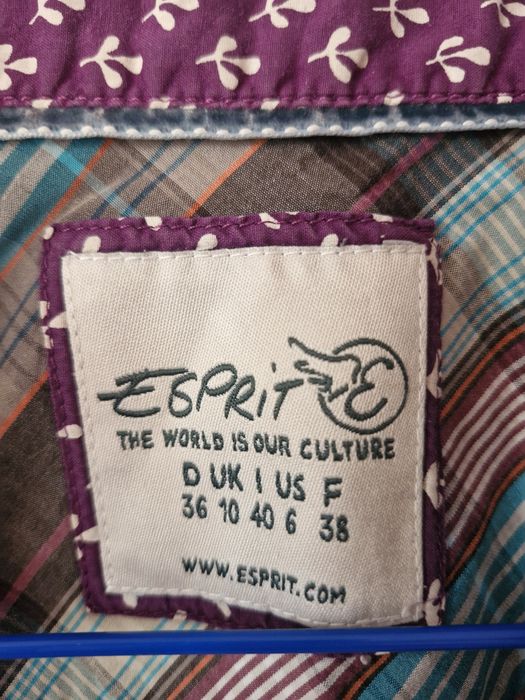 ESPRIT E
THE WORLD IS OUR CULTURE
D UK I US F
36 10 40 6 38
WWW.ESPRIT.COM